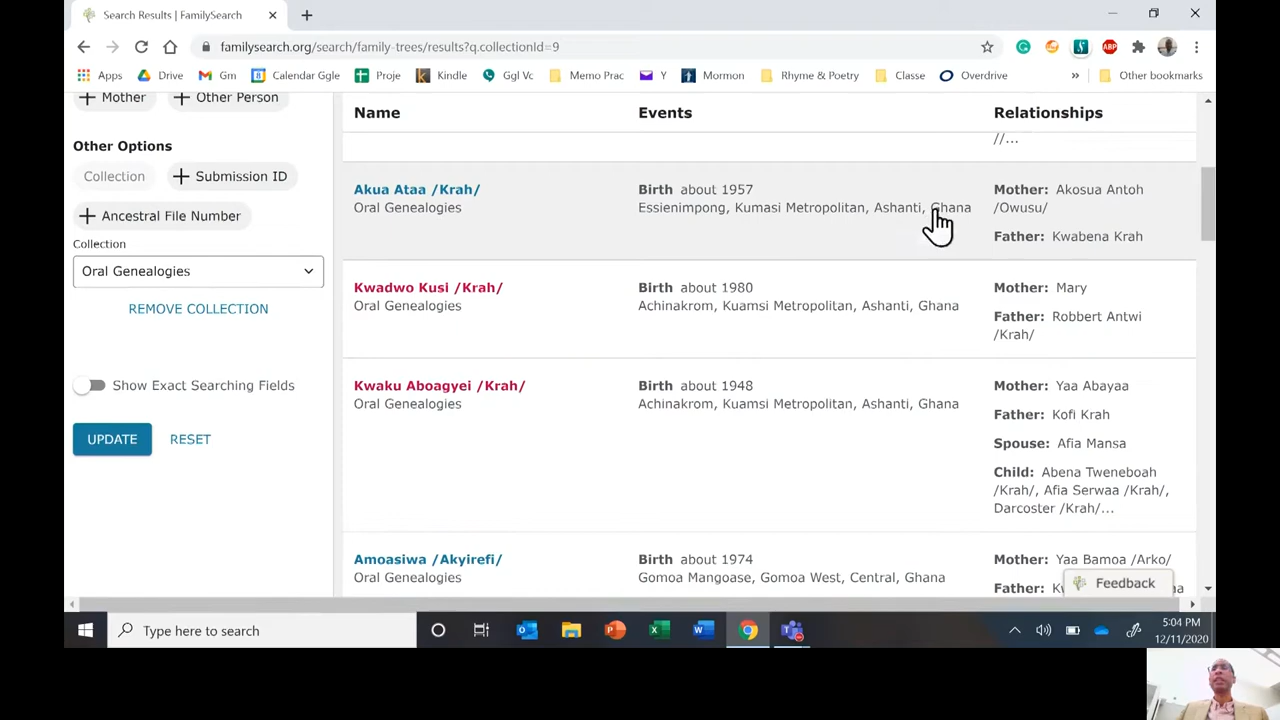 Search Results | FamilySearch
familysearch.org/search/family-trees/results?q.collectionId=9
ABP
Apps Drive Gm Calendar Ggle Proje Kindle Ggl Vc Memo Prac Y Mormon Rhyme & Poetry Classe Overdrive » Other bookmarks
Mother Other Person
Other Options
Collection Submission ID
Ancestral File Number
Collection
Oral Genealogies
REMOVE COLLECTION
Show Exact Searching Fields
UPDATE RESET
Name Events Relationships
//...
Akua Ataa /Krah/ Birth about 1957 Mother: Akosua Antoh
Oral Genealogies Essienimpong, Kumasi Metropolitan, Ashanti, Ghana /Owusu/
Father: Kwabena Krah
Kwadwo Kusi /Krah/ Birth about 1980 Mother: Mary
Oral Genealogies Achinakrom, Kuamsi Metropolitan, Ashanti, Ghana Father: Robbert Antwi
/Krah/
Kwaku Aboagyei /Krah/ Birth about 1948 Mother: Yaa Abayaa
Oral Genealogies Achinakrom, Kuamsi Metropolitan, Ashanti, Ghana Father: Kofi Krah
Spouse: Afia Mansa
Child: Abena Tweneboah
/Krah/, Afia Serwaa /Krah/,
Darcoster /Krah/...
Amoasiwa /Akyirefi/ Birth about 1974 Mother: Yaa Bamoa /Arko/
Oral Genealogies Gomoa Mangoase, Gomoa West, Central, Ghana Father:
Feedback
Type here to search
5:04 PM
12/11/2020